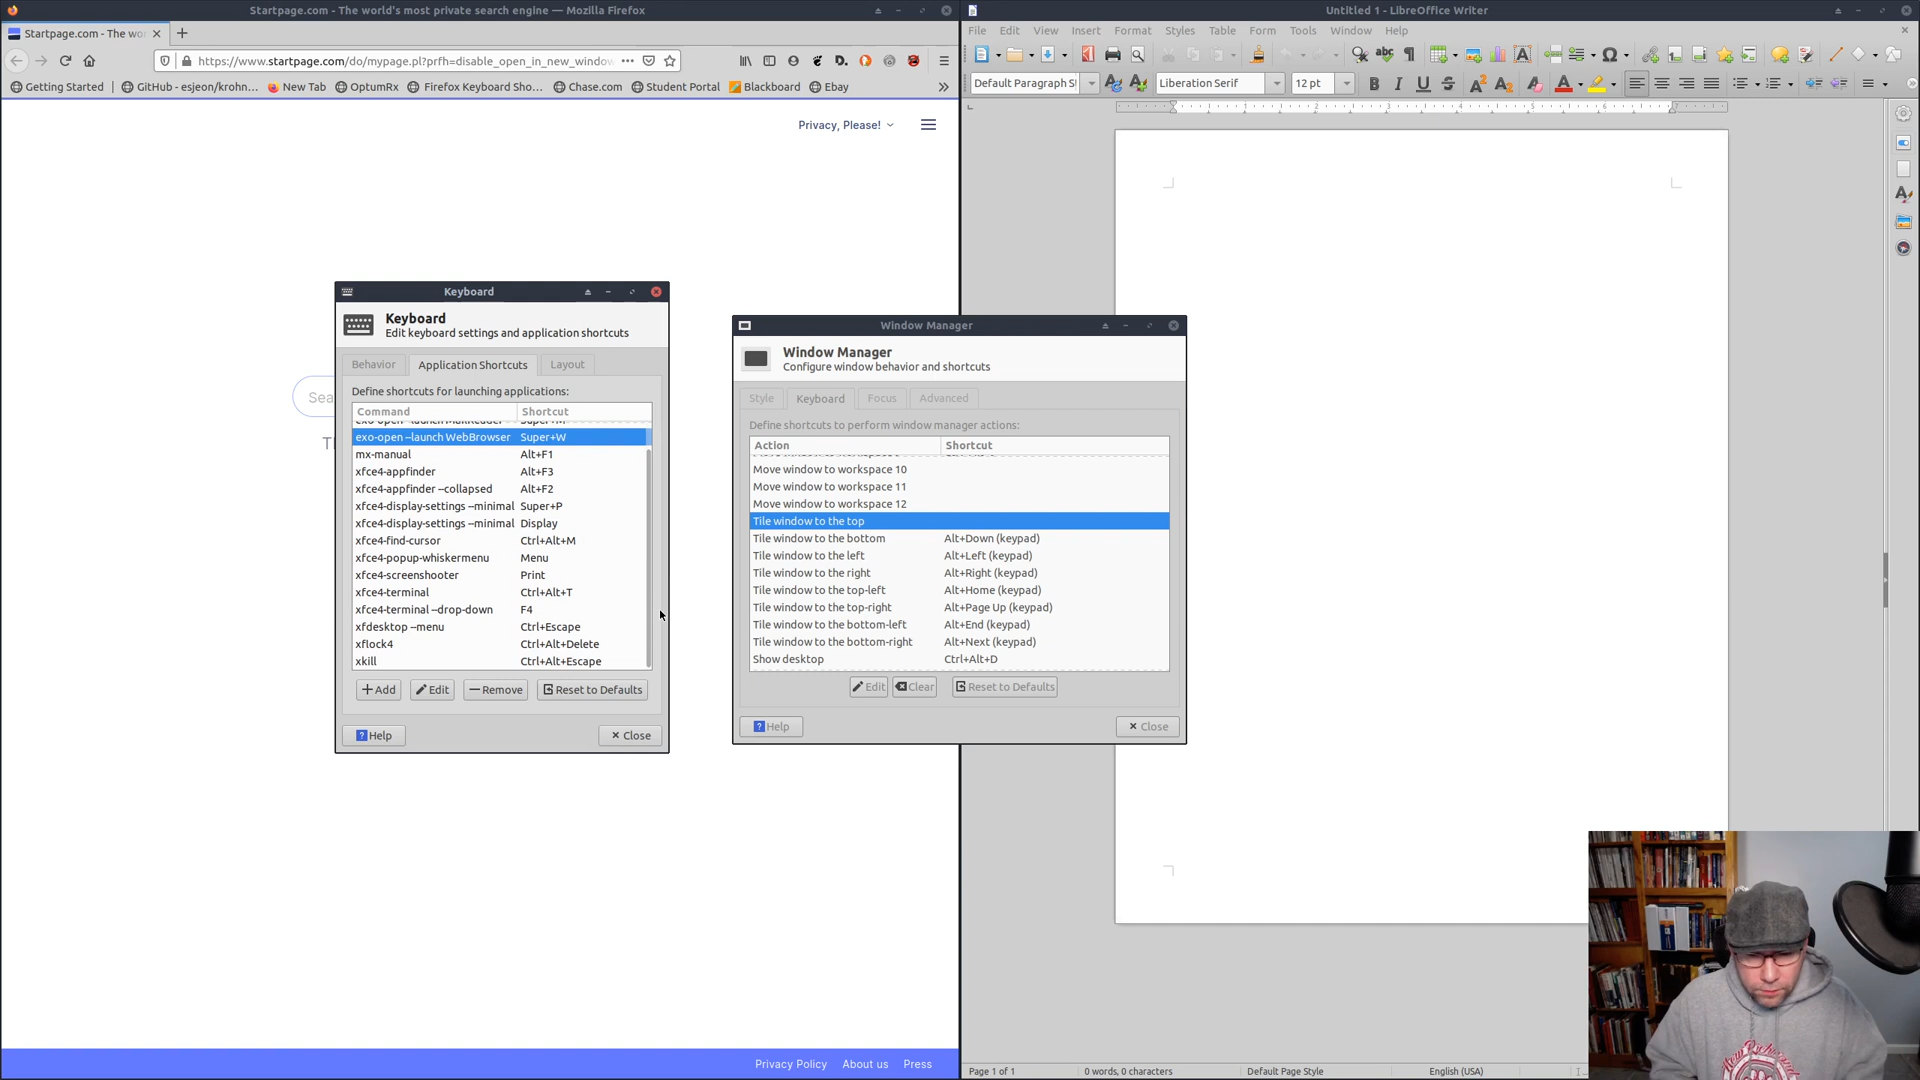 Startpage.com - The world's most private search engine — Mozilla Firefox
Startpage.com - The wor
https://www.startpage.com/do/mypage.pl?prfh=disable_open_in_new_window
Getting Started
GitHub - esjeon/krohn...
New Tab
OptumRx
Firefox Keyboard Sho...
Chase.com
Student Portal
Blackboard
Ebay
Privacy, Please!
Sea
Privacy Policy
About us
Press
Keyboard
Keyboard
Edit keyboard settings and application shortcuts
Behavior
Application Shortcuts
Layout
Define shortcuts for launching applications:
Command Shortcut
exo-open --launch MailReader Super+M
exo-open --launch WebBrowser Super+W
mx-manual Alt+F1
xfce4-appfinder Alt+F3
xfce4-appfinder --collapsed Alt+F2
xfce4-display-settings --minimal Super+P
xfce4-display-settings --minimal Display
xfce4-find-cursor Ctrl+Alt+M
xfce4-popup-whiskermenu Menu
xfce4-screenshooter Print
xfce4-terminal Ctrl+Alt+T
xfce4-terminal --drop-down F4
xfdesktop --menu Ctrl+Escape
xflock4 Ctrl+Alt+Delete
xkill Ctrl+Alt+Escape
Add
Edit
Remove
Reset to Defaults
Help
Close
Window Manager
Window Manager
Configure window behavior and shortcuts
Style
Keyboard
Focus
Advanced
Define shortcuts to perform window manager actions:
Action Shortcut
Move window to workspace 10
Move window to workspace 11
Move window to workspace 12
Tile window to the top
Tile window to the bottom Alt+Down (keypad)
Tile window to the left Alt+Left (keypad)
Tile window to the right Alt+Right (keypad)
Tile window to the top-left Alt+Home (keypad)
Tile window to the top-right Alt+Page Up (keypad)
Tile window to the bottom-left Alt+End (keypad)
Tile window to the bottom-right Alt+Next (keypad)
Show desktop Ctrl+Alt+D
Edit
Clear
Reset to Defaults
Help
Close
Untitled 1 - LibreOffice Writer
File Edit View Insert Format Styles Table Form Tools Window Help
Default Paragraph S
Liberation Serif
12 pt
Page 1 of 1
0 words, 0 characters
Default Page Style
English (USA)